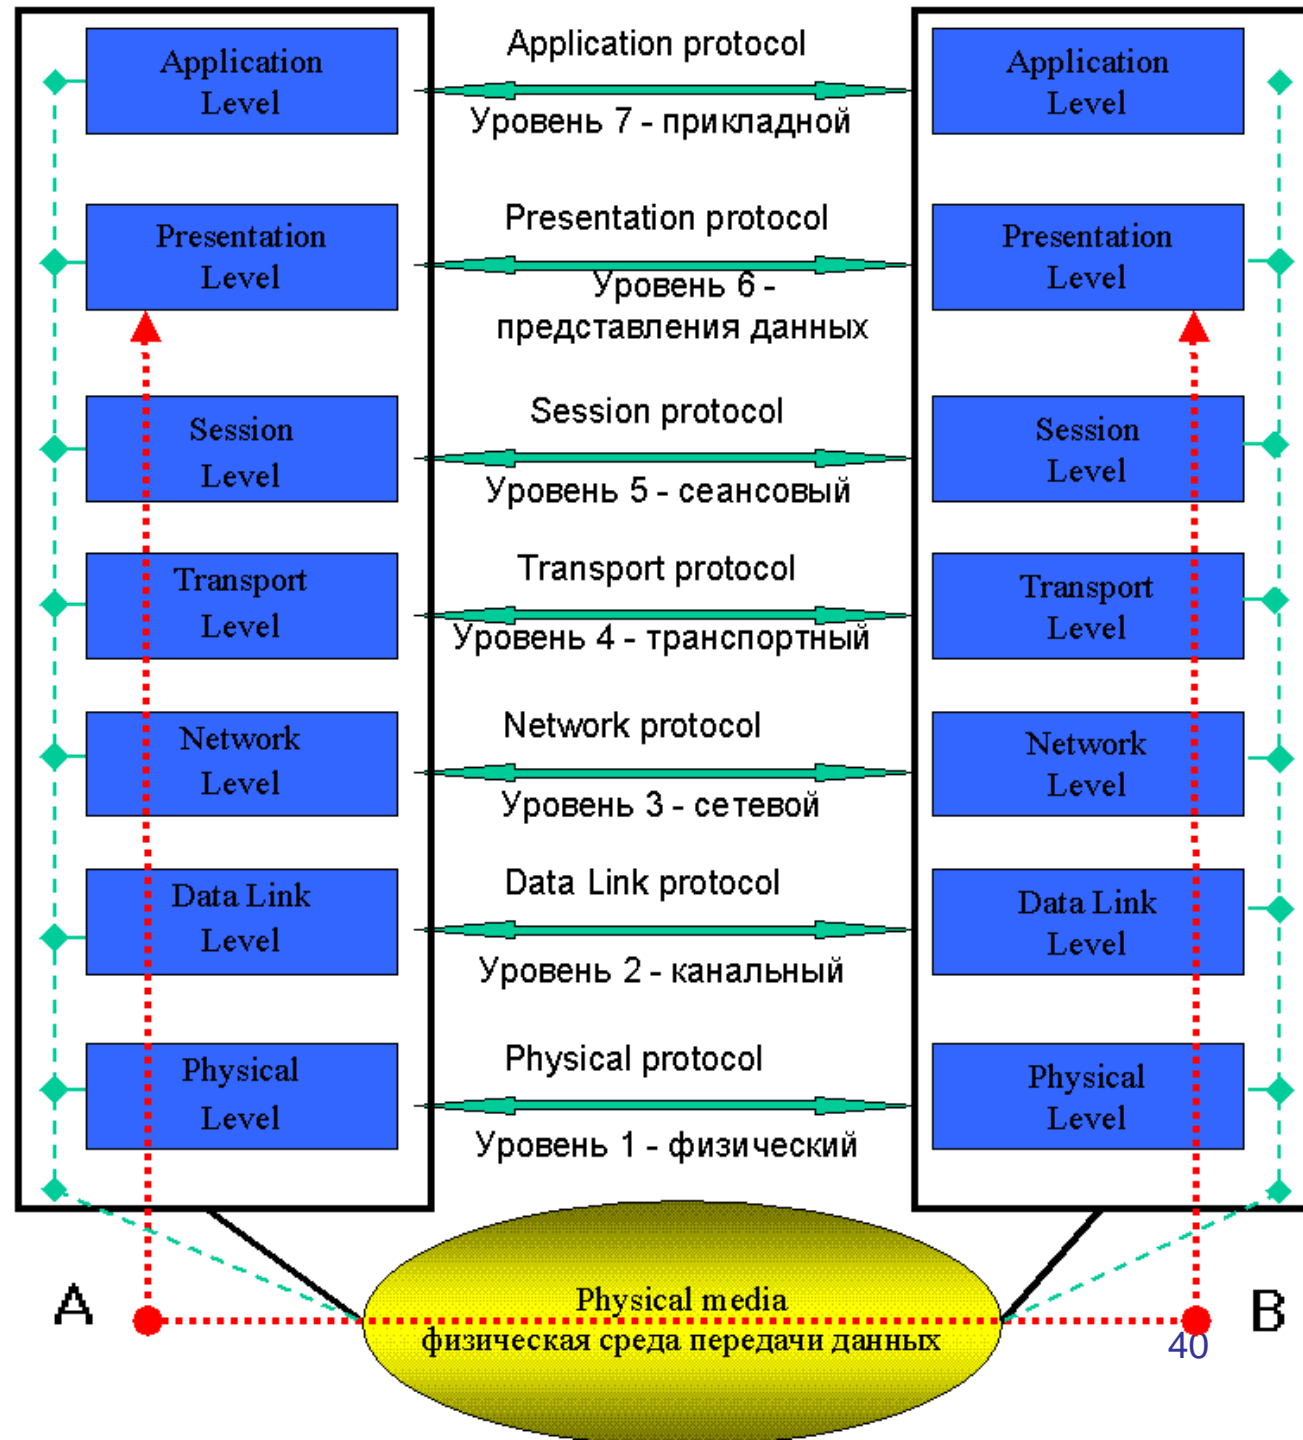 Application
Level
Application protocol
Уровень 7 - прикладной
Application
Level
Presentation
Level
Presentation protocol
Уровень 6 -
представления данных
Presentation
Level
Session
Level
Session protocol
Уровень 5 - сеансовый
Session
Level
Transport
Level
Transport protocol
Уровень 4 - транспортный
Transport
Level
Network
Level
Network protocol
Уровень 3 - сетевой
Network
Level
Data Link
Level
Data Link protocol
Уровень 2 - канальный
Data Link
Level
Physical
Level
Physical protocol
Уровень 1 - физический
Physical
Level
A
Physical media
физическая среда передачи данных
B
40